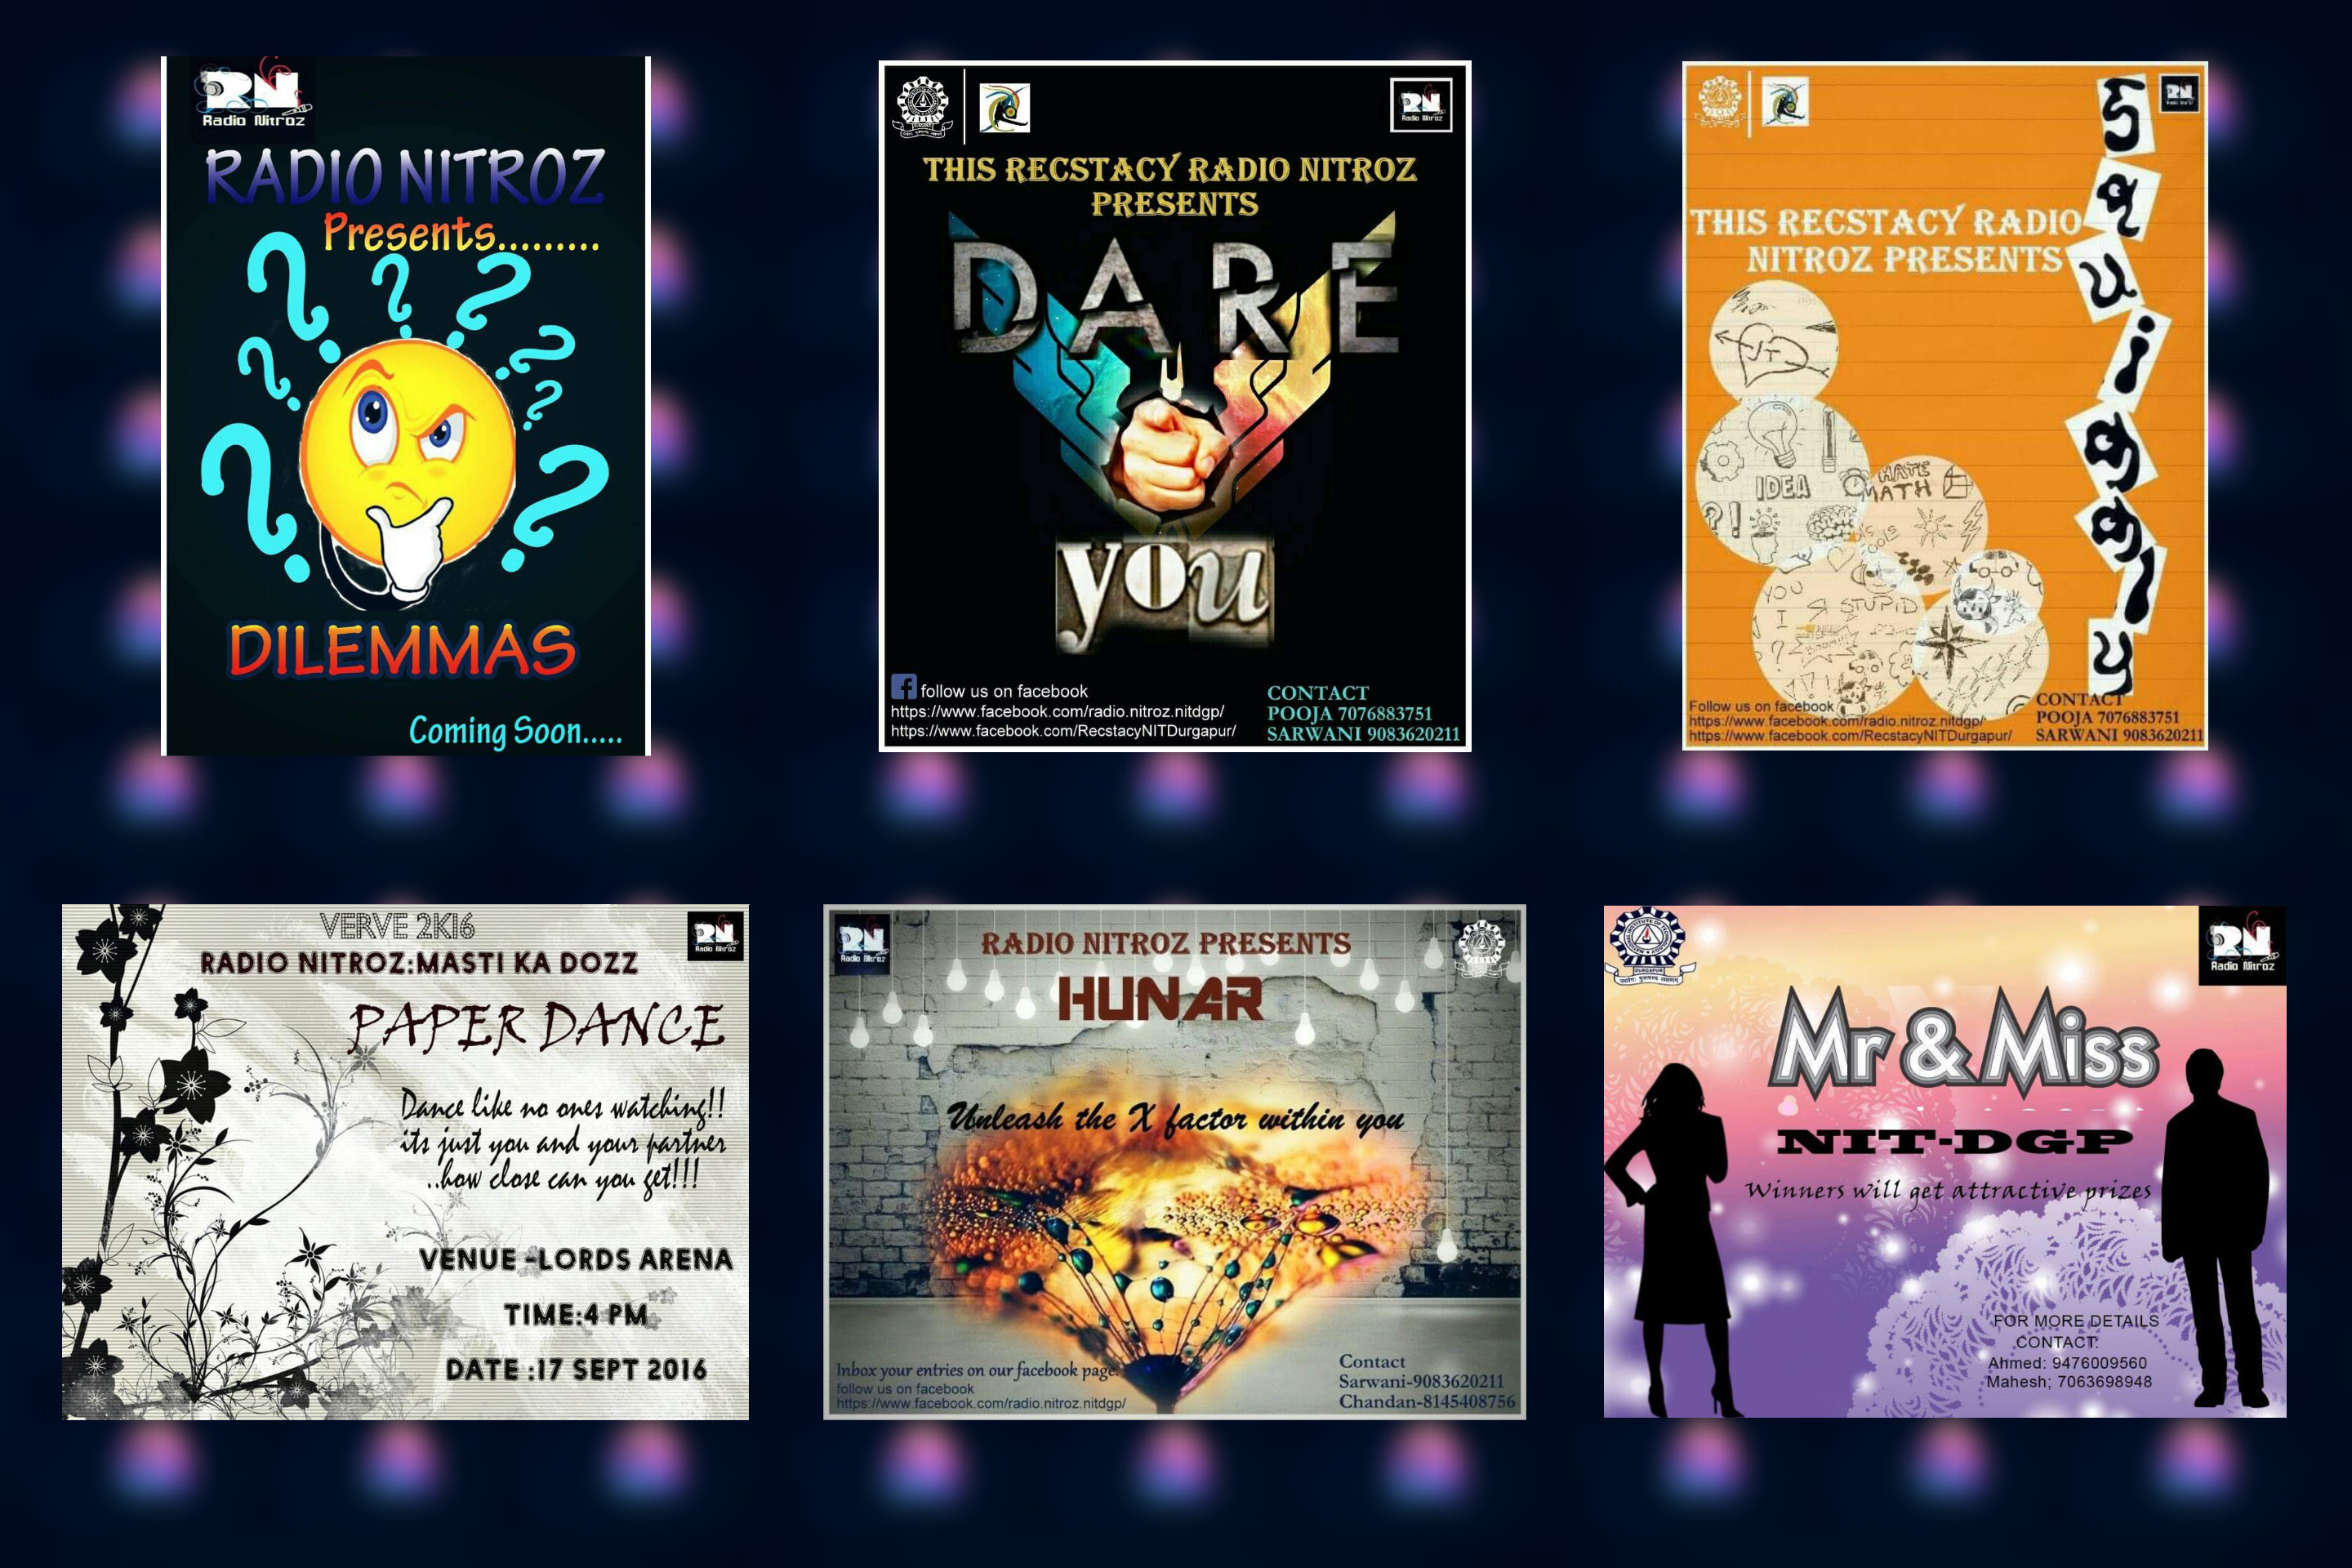 RN
Radio Nitroz
RADIO NITROZ
Presents.........
DILEMMAS
Coming Soon.....
RN
Radio Nitroz
THIS RECSTACY RADIO NITROZ
PRESENTS
DARE
you
follow us on facebook
https://www.facebook.com/radio.nitroz.nitdgp/
https://www.facebook.com/RecstacyNITDurgapur/
CONTACT
POOJA 7076883751
SARWANI 9083620211
RN
Radio Nitroz
THIS RECSTACY RADIO
NITROZ PRESENTS
Squiggly
JT
IDEA
I HATE
MATH
YOU
I
STUPID
Follow us on facebook
https://www.facebook.com/radio.nitroz.nitdgp/
https://www.facebook.com/RecstacyNITDurgapur/
CONTACT
POOJA 7076883751
SARWANI 9083620211
VERVE 2K16
RN
Radio Nitroz
RADIO NITROZ:MASTI KA DOZZ
PAPER DANCE
Dance like no ones watching!!
its just you and your partner
..how close can you get!!!
VENUE -LORDS ARENA
TIME:4 PM
DATE :17 SEPT 2016
RN
Radio Nitroz
RADIO NITROZ PRESENTS
HUNAR
Unleash the X factor within you
Inbox your entries on our facebook page.
follow us on facebook
https://www.facebook.com/radio.nitroz.nitdgp/
Contact
Sarwani-9083620211
Chandan-8145408756
DURGAPUR
RN
Radio Nitroz
Mr & Miss
NIT-DGP
Winners will get attractive prizes
FOR MORE DETAILS
CONTACT:
Ahmed: 9476009560
Mahesh; 7063698948